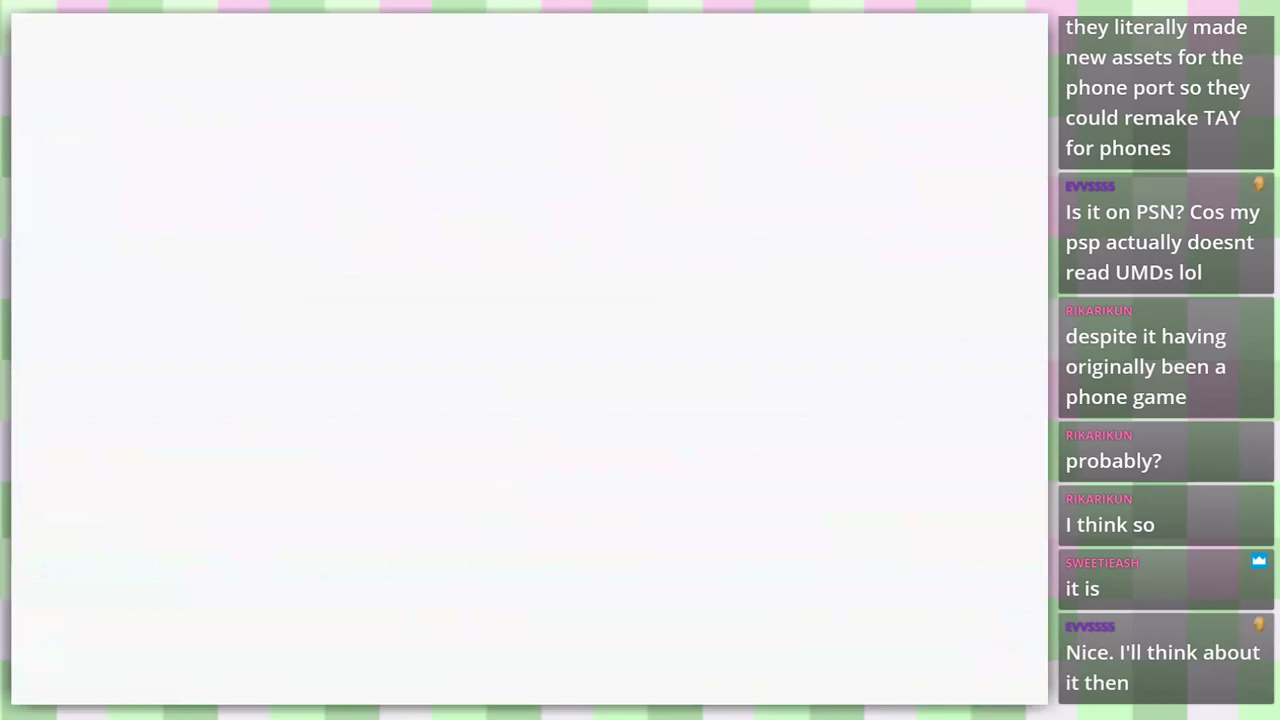 they literally made
new assets for the
phone port so they
could remake TAY
for phones
EVVSSSS
Is it on PSN? Cos my
psp actually doesnt
read UMDs lol
RIKARIKUN
despite it having
originally been a
phone game
RIKARIKUN
probably?
RIKARIKUN
I think so
SWEETIEASH
it is
EVVSSSS
Nice. I'll think about
it then